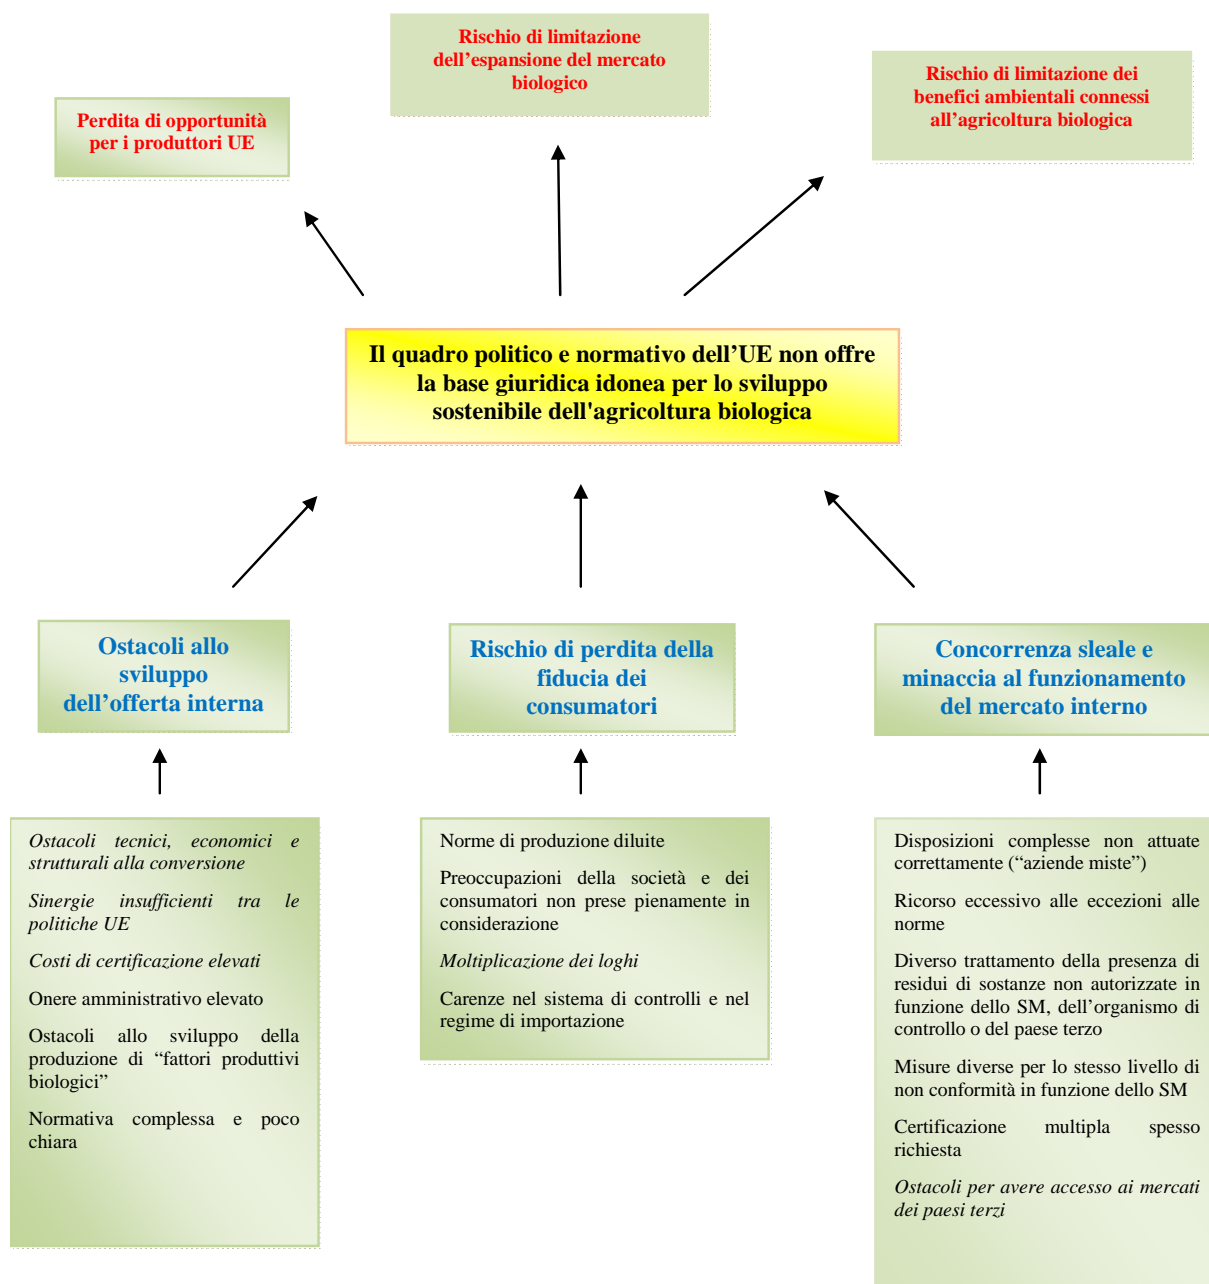 Rischio di limitazione
dell’espansione del mercato
biologico
Rischio di limitazione dei
benefici ambientali connessi
all’agricoltura biologica
Perdita di opportunità
per i produttori UE
Il quadro politico e normativo dell’UE non offre
la base giuridica idonea per lo sviluppo
sostenibile dell'agricoltura biologica
Ostacoli allo
sviluppo
dell’offerta interna
Rischio di perdita della
fiducia dei
consumatori
Concorrenza sleale e
minaccia al funzionamento
del mercato interno
Ostacoli tecnici, economici e
strutturali alla conversione
Sinergie insufficienti tra le
politiche UE
Costi di certificazione elevati
Onere amministrativo elevato
Ostacoli allo sviluppo della
produzione di “fattori produttivi
biologici”
Normativa complessa e poco
chiara
Norme di produzione diluite
Preoccupazioni della società e dei
consumatori non prese pienamente in
considerazione
Moltiplicazione dei loghi
Carenze nel sistema di controlli e nel
regime di importazione
Disposizioni complesse non attuate
correttamente (“aziende miste”)
Ricorso eccessivo alle eccezioni alle
norme
Diverso trattamento della presenza di
residui di sostanze non autorizzate in
funzione dello SM, dell’organismo di
controllo o del paese terzo
Misure diverse per lo stesso livello di
non conformità in funzione dello SM
Certificazione multipla spesso
richiesta
Ostacoli per avere accesso ai mercati
dei paesi terzi